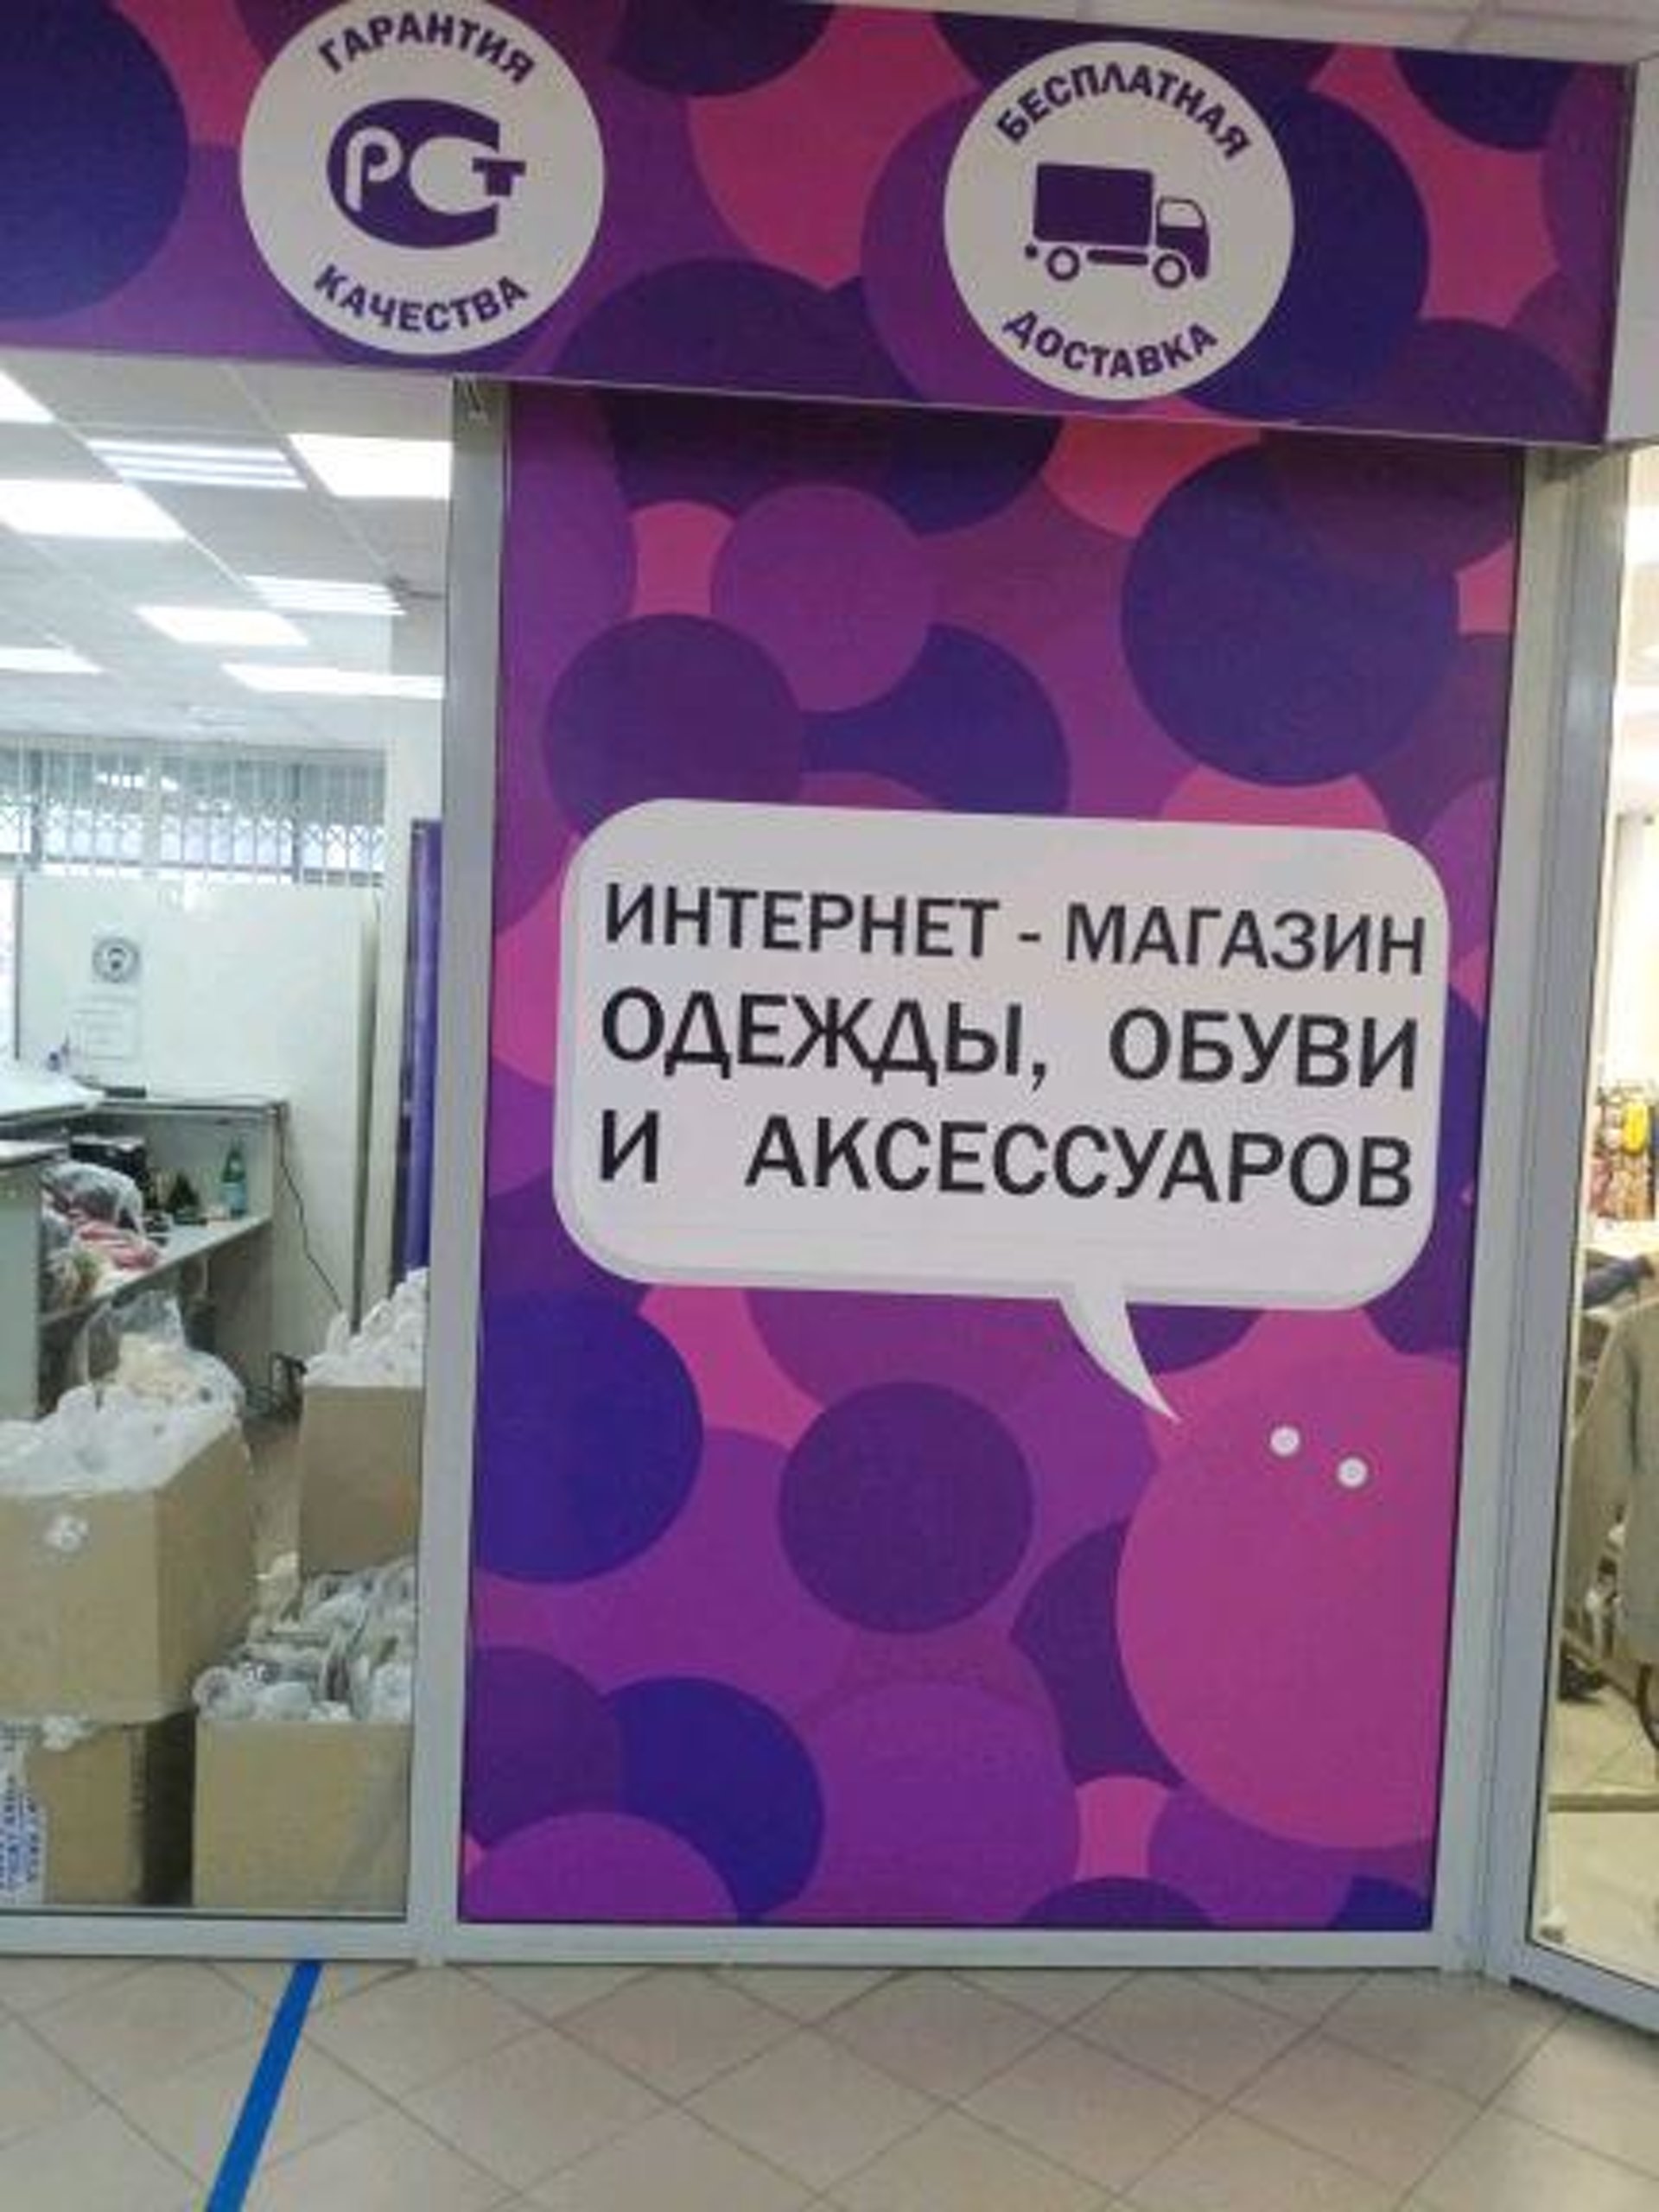 ГАРАНТИЯ
РСТ
КАЧЕСТВА
БЕСПЛАТНАЯ
ДОСТАВКА
ИНТЕРНЕТ - МАГАЗИН
ОДЕЖДЫ, ОБУВИ
И АКСЕССУАРОВ